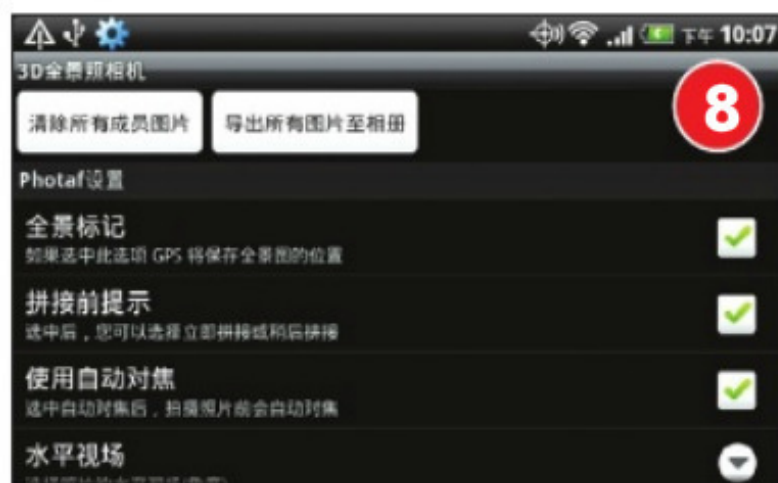 下午 10:07
3D全景照相机
8
清除所有成员图片
导出所有图片至相册
Photaf设置
全景标记
如果选中此选项 GPS 将保存全景图的位置
拼接前提示
选中后，您可以选择立即拼接或稍后拼接
使用自动对焦
选中自动对焦后，拍摄照片前会自动对焦
水平视场